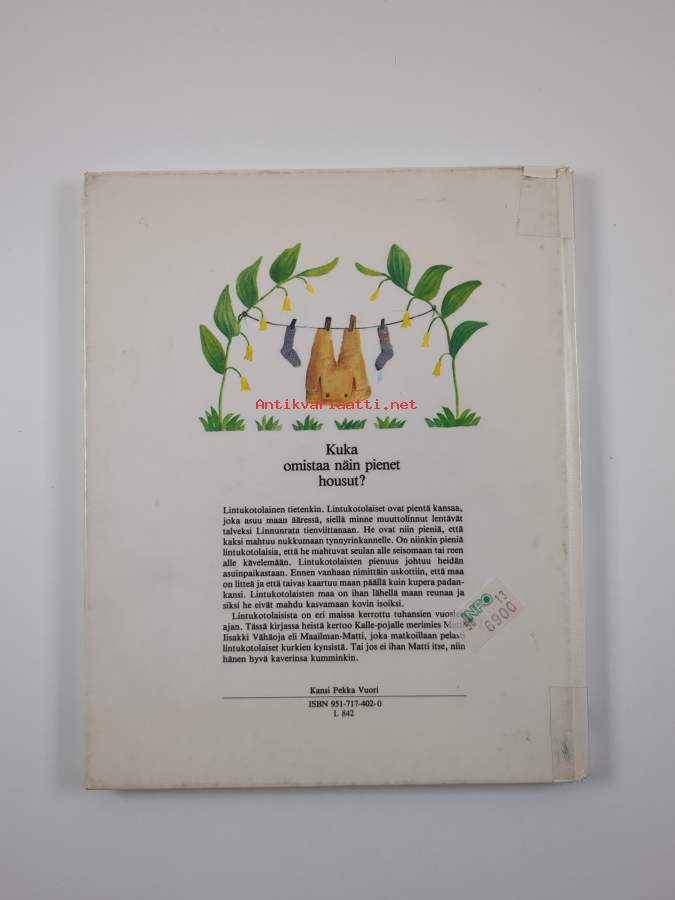 Antikvariaatti.net
Kuka
omistaa näin pienet
housut?
Lintukotolainen tietenkin. Lintukotolaiset ovat pientä kansaa,
joka asuu maan ääressä, siellä minne muuttolinnut lentävät
talveksi Linnunrata tienviittanaan. He ovat niin pieniä, että
kaksi mahtuu nukkumaan tynnyrinkannelle. On niinkin pieniä
lintukotolaisia, että he mahtuvat seulan alle seisomaan tai reen
alle kävelemään. Lintukotolaisten pienuus johtuu heidän
asuinpaikastaan. Ennen vanhaan nimittäin uskottiin, että maa
on litteä ja että taivas kaartuu maan päällä kuin kupera padan-
kansi. Lintukotolaisten maa on ihan lähellä maan reunaa ja
siksi he eivät mahdu kasvamaan kovin isoiksi.
Lintukotolaisista on eri maissa kerrottu tuhansien
ajan. Tässä kirjassa heistä kertoo Kalle-pojalle merimies
Iisakki Vähäoja eli Maailman-Matti, joka matkoillaan
lintukotolaiset kurkien kynsistä. Tai jos ei ihan Matti itse, niin
hänen hyvä kaverinsa kumminkin.
INFO 13
6900
Kansi Pekka Vuori
ISBN 951-717-402-0
L 842